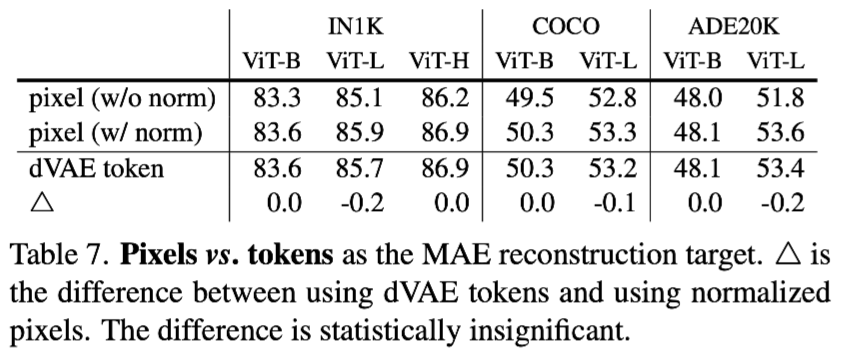 IN1K COCO ADE20K
ViT-B ViT-L ViT-H ViT-B ViT-L ViT-B ViT-L
pixel (w/o norm) 83.3 85.1 86.2 49.5 52.8 48.0 51.8
pixel (w/ norm) 83.6 85.9 86.9 50.3 53.3 48.1 53.6
dVAE token 83.6 85.7 86.9 50.3 53.2 48.1 53.4
△ 0.0 -0.2 0.0 0.0 -0.1 0.0 -0.2
Table 7. Pixels vs. tokens as the MAE reconstruction target. △ is
the difference between using dVAE tokens and using normalized
pixels. The difference is statistically insignificant.